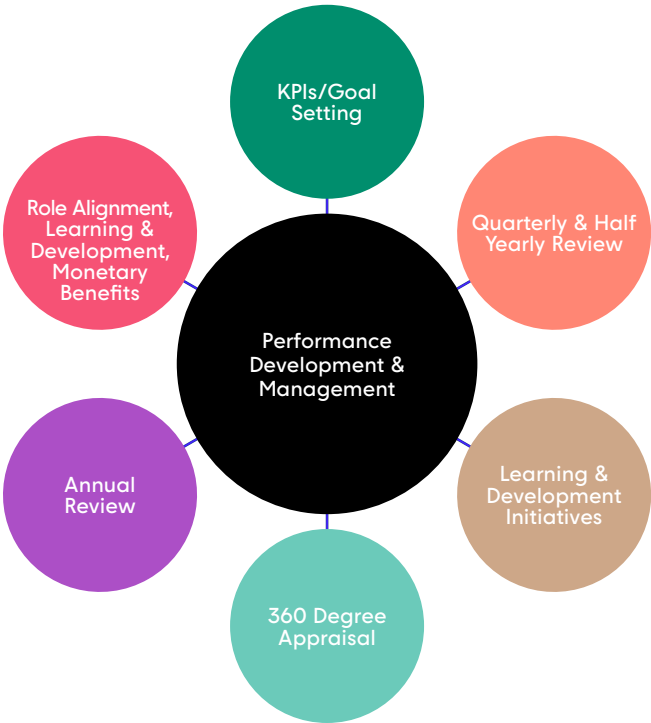 KPIs/Goal
Setting
Quarterly & Half
Yearly Review
Learning &
Development
Initiatives
360 Degree
Appraisal
Annual
Review
Role Alignment,
Learning &
Development,
Monetary
Benefits
Performance
Development &
Management